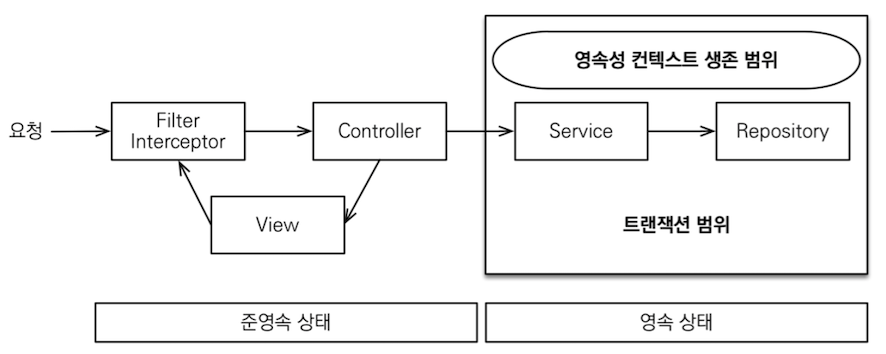 영속성 컨텍스트 생존 범위
요청
Filter
Interceptor
Controller
Service
Repository
View
트랜잭션 범위
준영속 상태
영속 상태